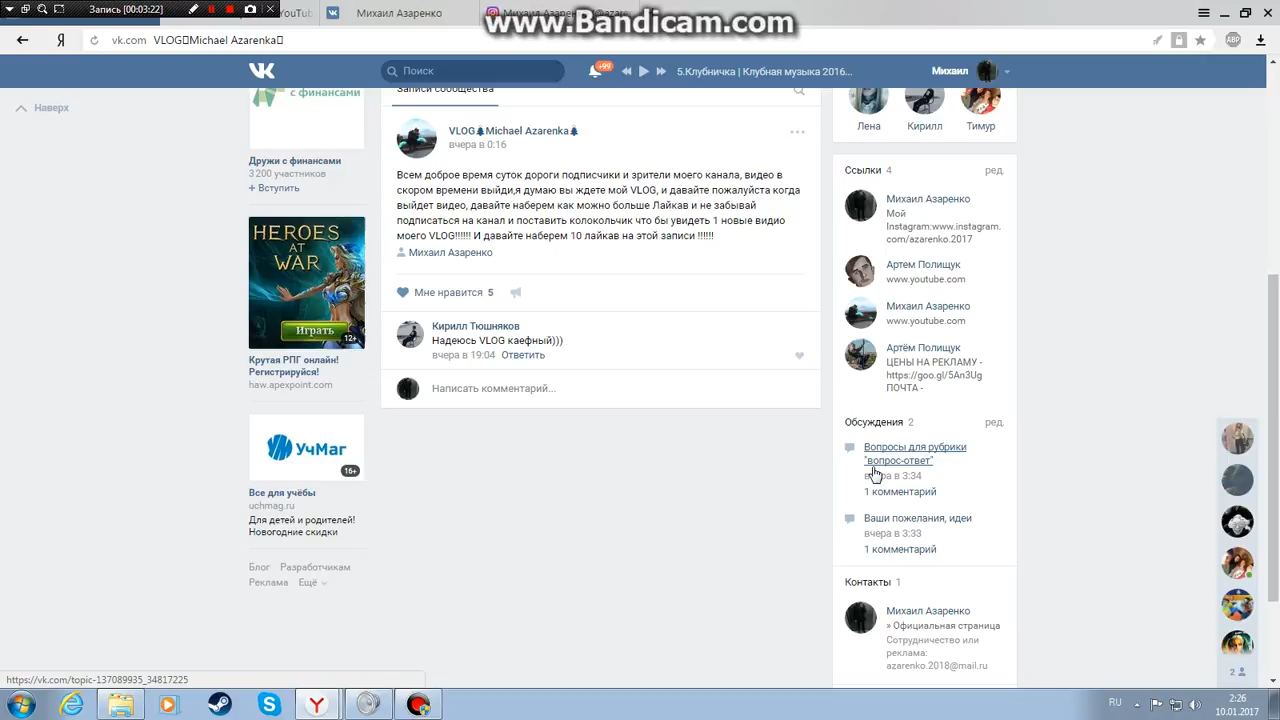 Запись [00:03:22]
YouTu
Михаил Азаренко
www.Bandicam.com
vk.com VLOG Michael Azarenka
ABP
Поиск
+99
5.Клубничка | Клубная музыка 2016...
Михаил
Наверх
с финансами
Дружи с финансами
3 200 участников
+ Вступить
HEROES
AT
WAR
Играть
12+
Крутая РПГ онлайн!
Регистрируйся!
haw.apexpoint.com
УчМаг
16+
Все для учёбы
uchmag.ru
Для детей и родителей!
Новогодние скидки
Блог Разработчикам
Реклама Ещё
Записи сообщества
VLOG🌲Michael Azarenka🌲
вчера в 0:16
Всем доброе время суток дороги подписчики и зрители моего канала, видео в
скором времени выйди,я думаю вы ждете мой VLOG, и давайте пожалуйста когда
выйдет видео, давайте наберем как можно больше Лайкав и не забывай
подписаться на канал и поставить колокольчик что бы увидеть 1 новые видио
моего VLOG!!!!!! И давайте наберем 10 лайкав на этой записи !!!!!!
Михаил Азаренко
Мне нравится 5
Кирилл Тюшняков
Надеюсь VLOG каефный)))
вчера в 19:04 Ответить
Написать комментарий...
Лена Кирилл Тимур
Ссылки 4 ред.
Михаил Азаренко
Мой
Instagram:www.instagram.
com/azarenko.2017
Артем Полищук
www.youtube.com
Михаил Азаренко
www.youtube.com
Артём Полищук
ЦЕНЫ НА РЕКЛАМУ -
https://goo.gl/5An3Ug
ПОЧТА -
Обсуждения 2 ред.
Вопросы для рубрики
"вопрос-ответ"
вчера в 3:34
1 комментарий
Ваши пожелания, идеи
вчера в 3:33
1 комментарий
Контакты 1
Михаил Азаренко
» Официальная страница
Сотрудничество или
реклама:
azarenko.2018@mail.ru
2
https://vk.com/topic-137089935_34817225
RU
2:26
10.01.2017